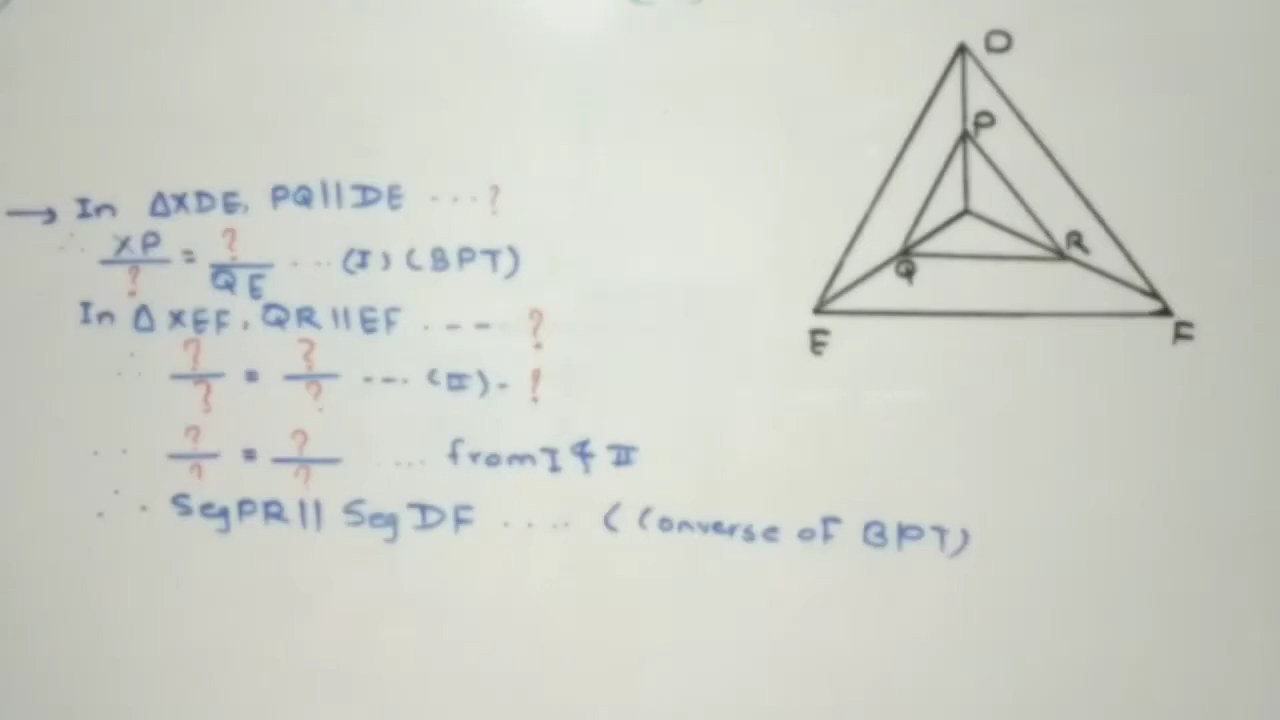 → In ΔXDE, PQ||DE ...?
∴ XP/? = ?/QE ... (I) (BPT)
In ΔXEF, QR||EF ... ?
∴ ?/? = ?/? ... (II) - ?
∴ ?/? = ?/? ... from I & II
∴ Seg PR || Seg DF .... (Converse of BPT)
D
P
R
Q
E
F